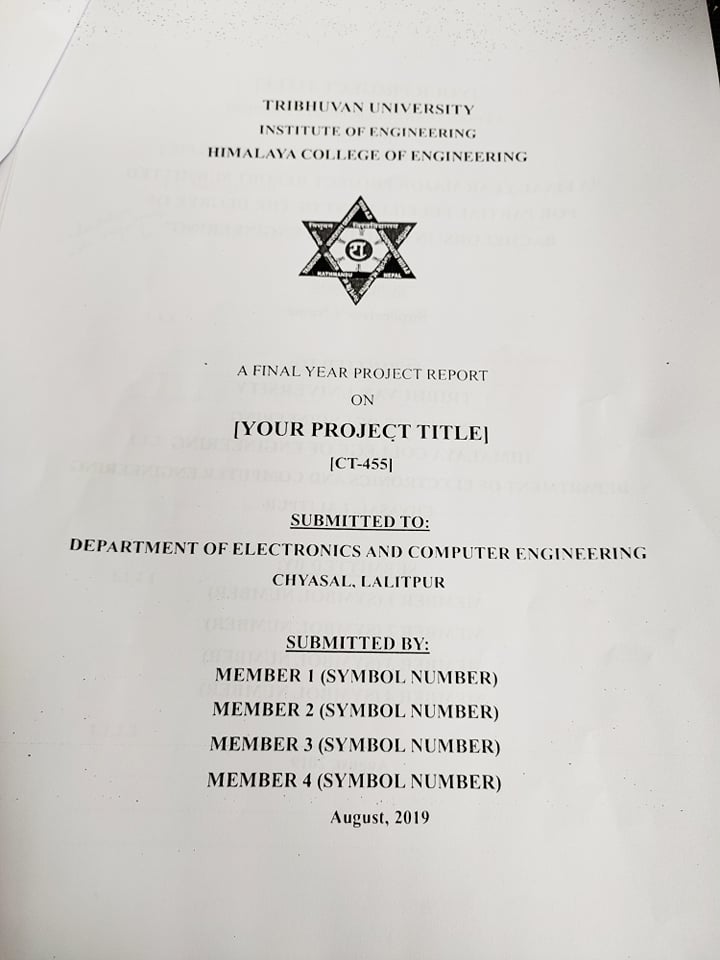 TRIBHUVAN UNIVERSITY
INSTITUTE OF ENGINEERING
HIMALAYA COLLEGE OF ENGINEERING
KATHMANDU NEPAL
A FINAL YEAR PROJECT REPORT
ON
[YOUR PROJECT TITLE]
[CT-455]
SUBMITTED TO:
DEPARTMENT OF ELECTRONICS AND COMPUTER ENGINEERING
CHYASAL, LALITPUR
SUBMITTED BY:
MEMBER 1 (SYMBOL NUMBER)
MEMBER 2 (SYMBOL NUMBER)
MEMBER 3 (SYMBOL NUMBER)
MEMBER 4 (SYMBOL NUMBER)
August, 2019